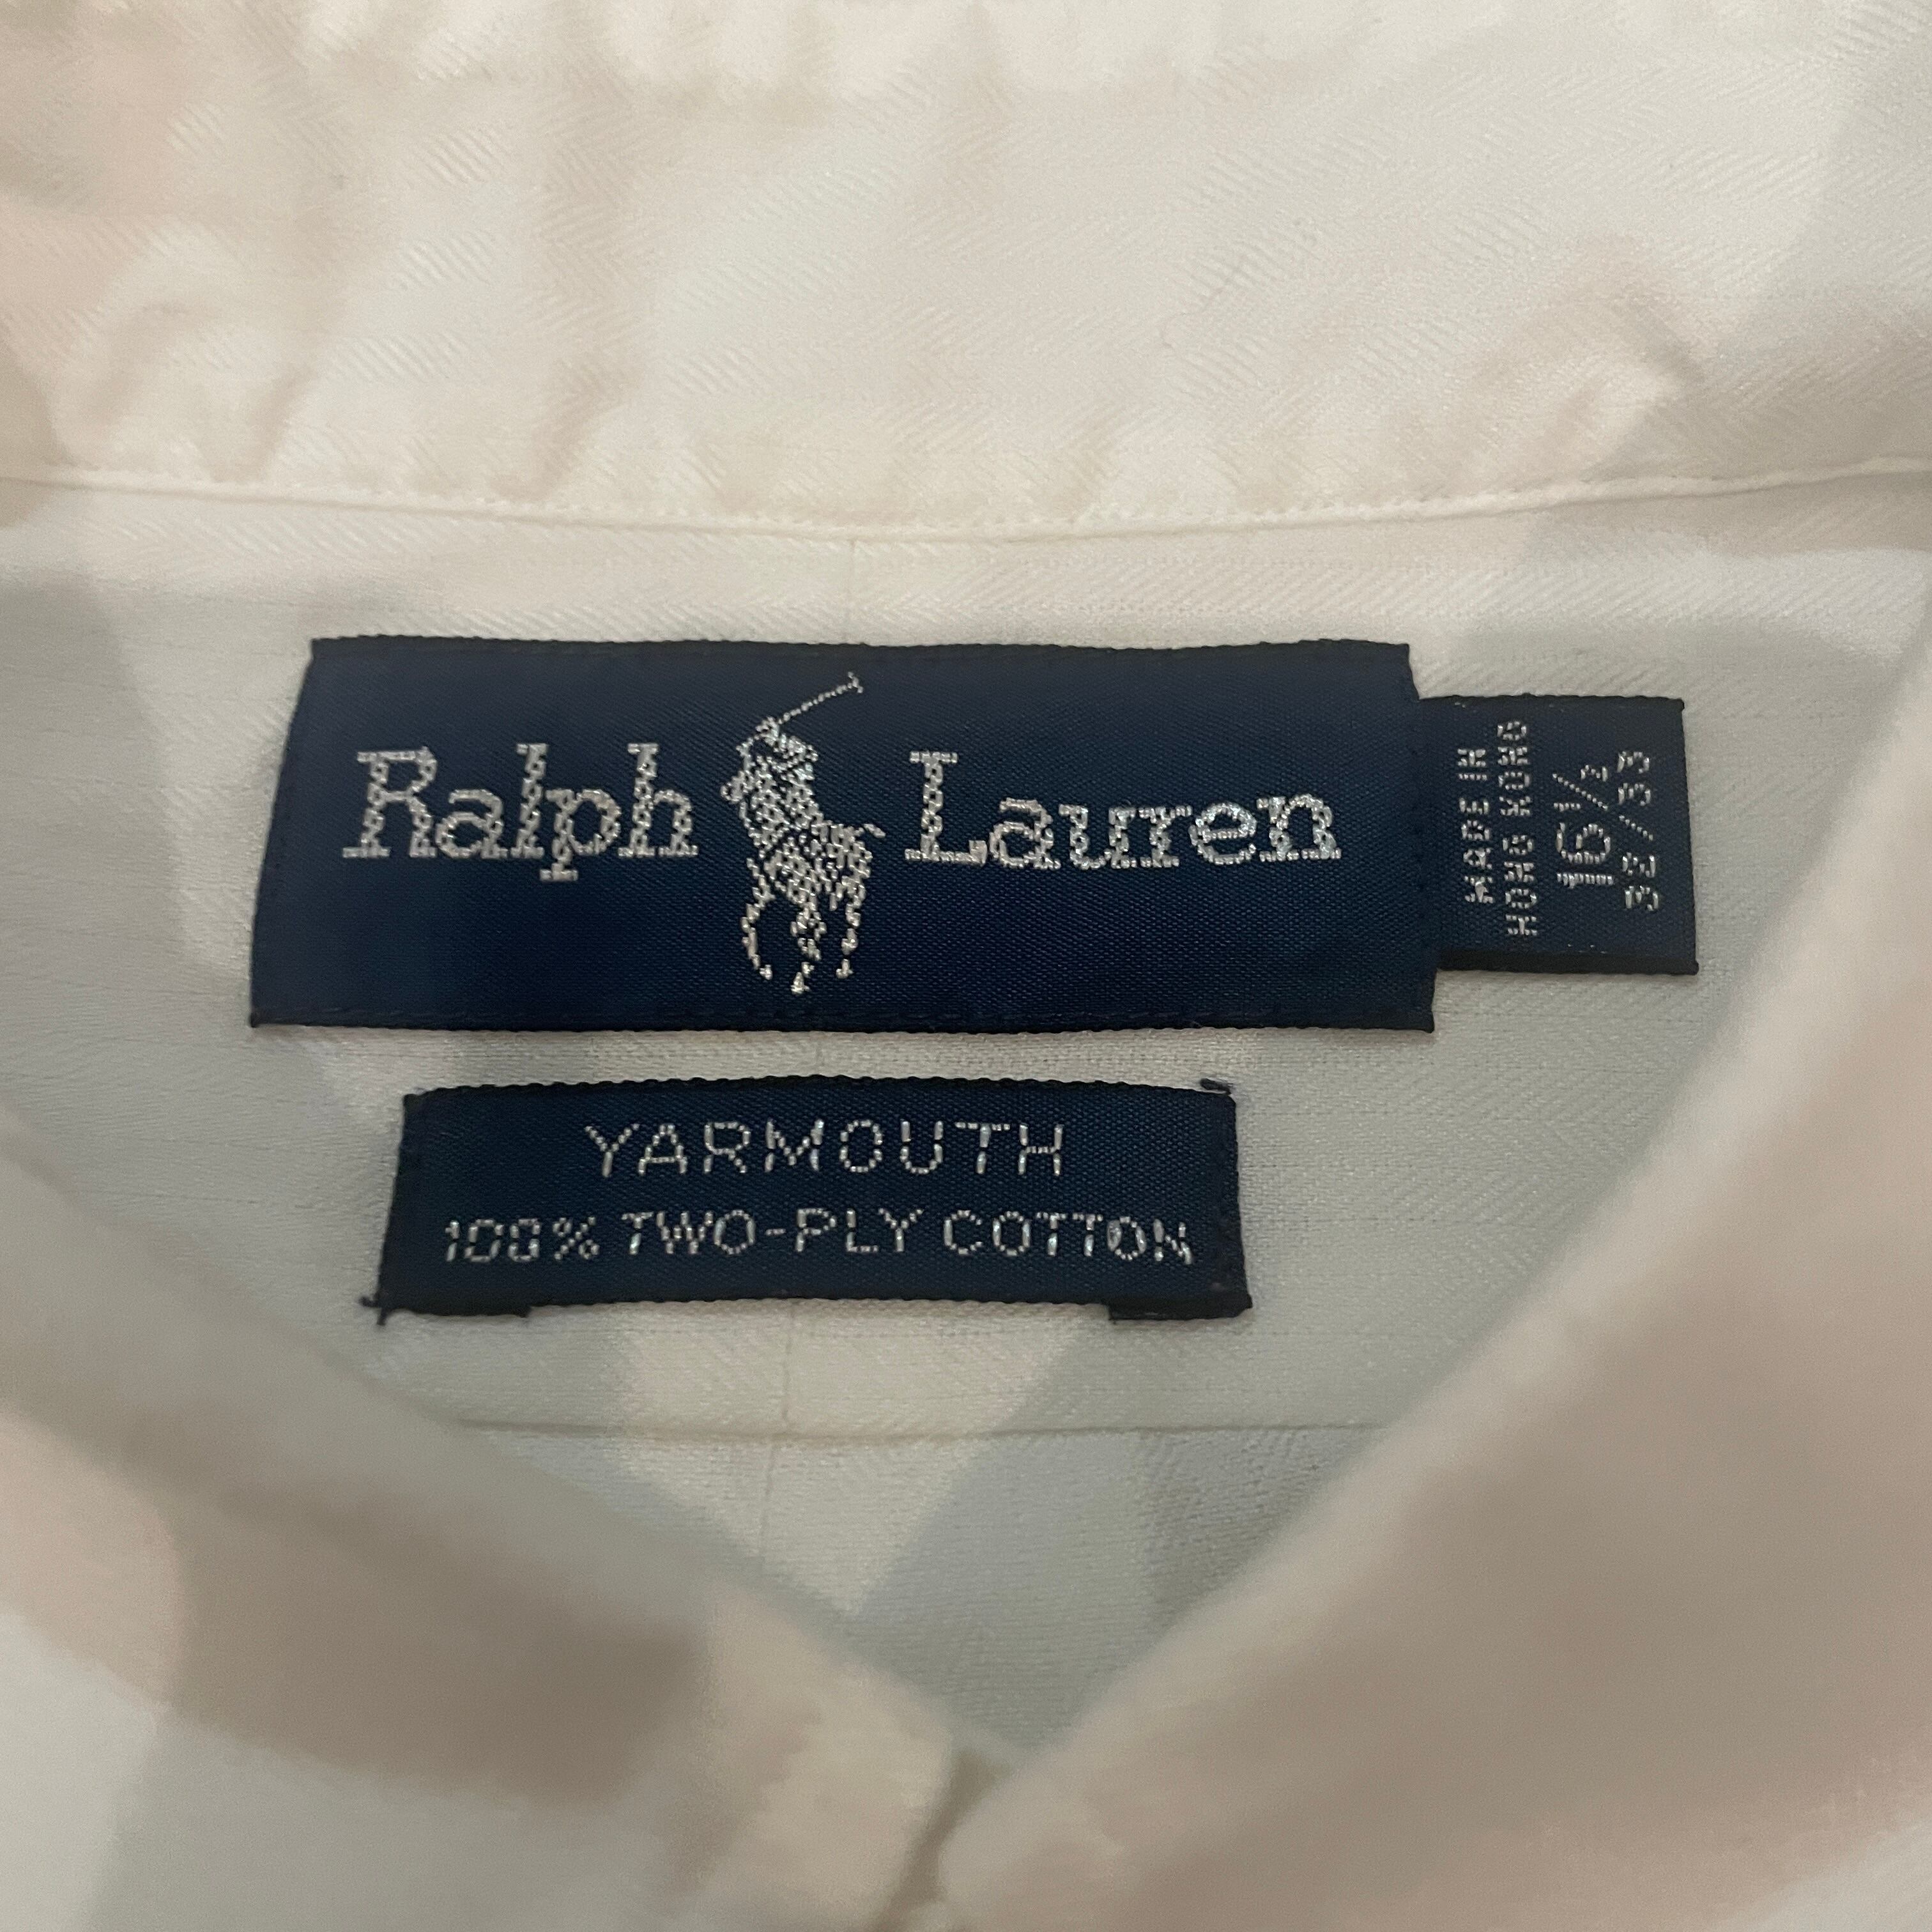 Ralph Lauren
MADE IN
HONG KONG
16½
32/33
YARMOUTH
100% TWO-PLY COTTON